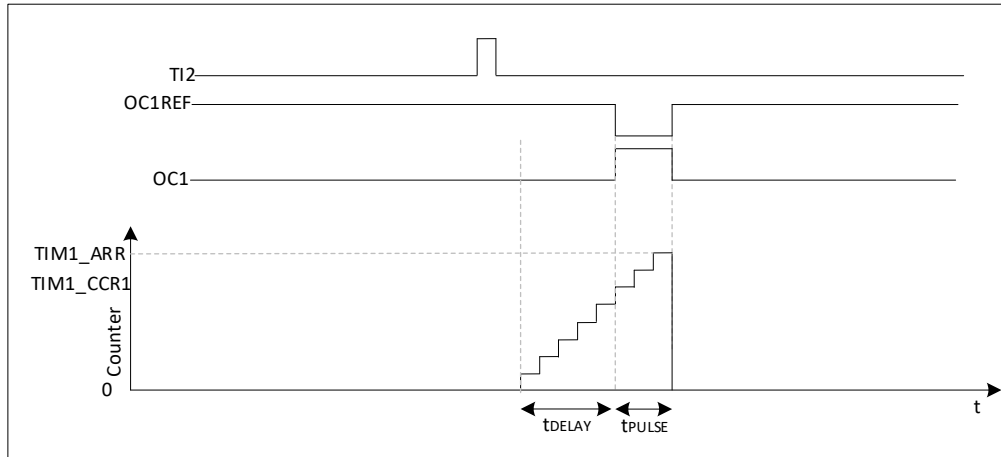 TI2
OC1REF
OC1
TIM1_ARR
TIM1_CCR1
Counter
0
tDELAY
tPULSE
t